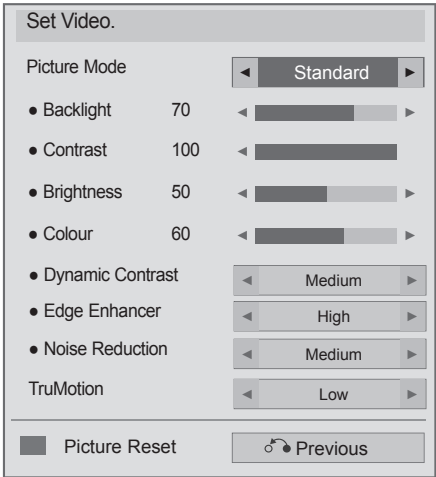 Set Video.
Picture Mode ◄ Standard ►
● Backlight 70 ◄ ►
● Contrast 100 ◄
● Brightness 50 ◄ ►
● Colour 60 ◄ ►
● Dynamic Contrast ◄ Medium ►
● Edge Enhancer ◄ High ►
● Noise Reduction ◄ Medium ►
TruMotion ◄ Low ►
Picture Reset Previous